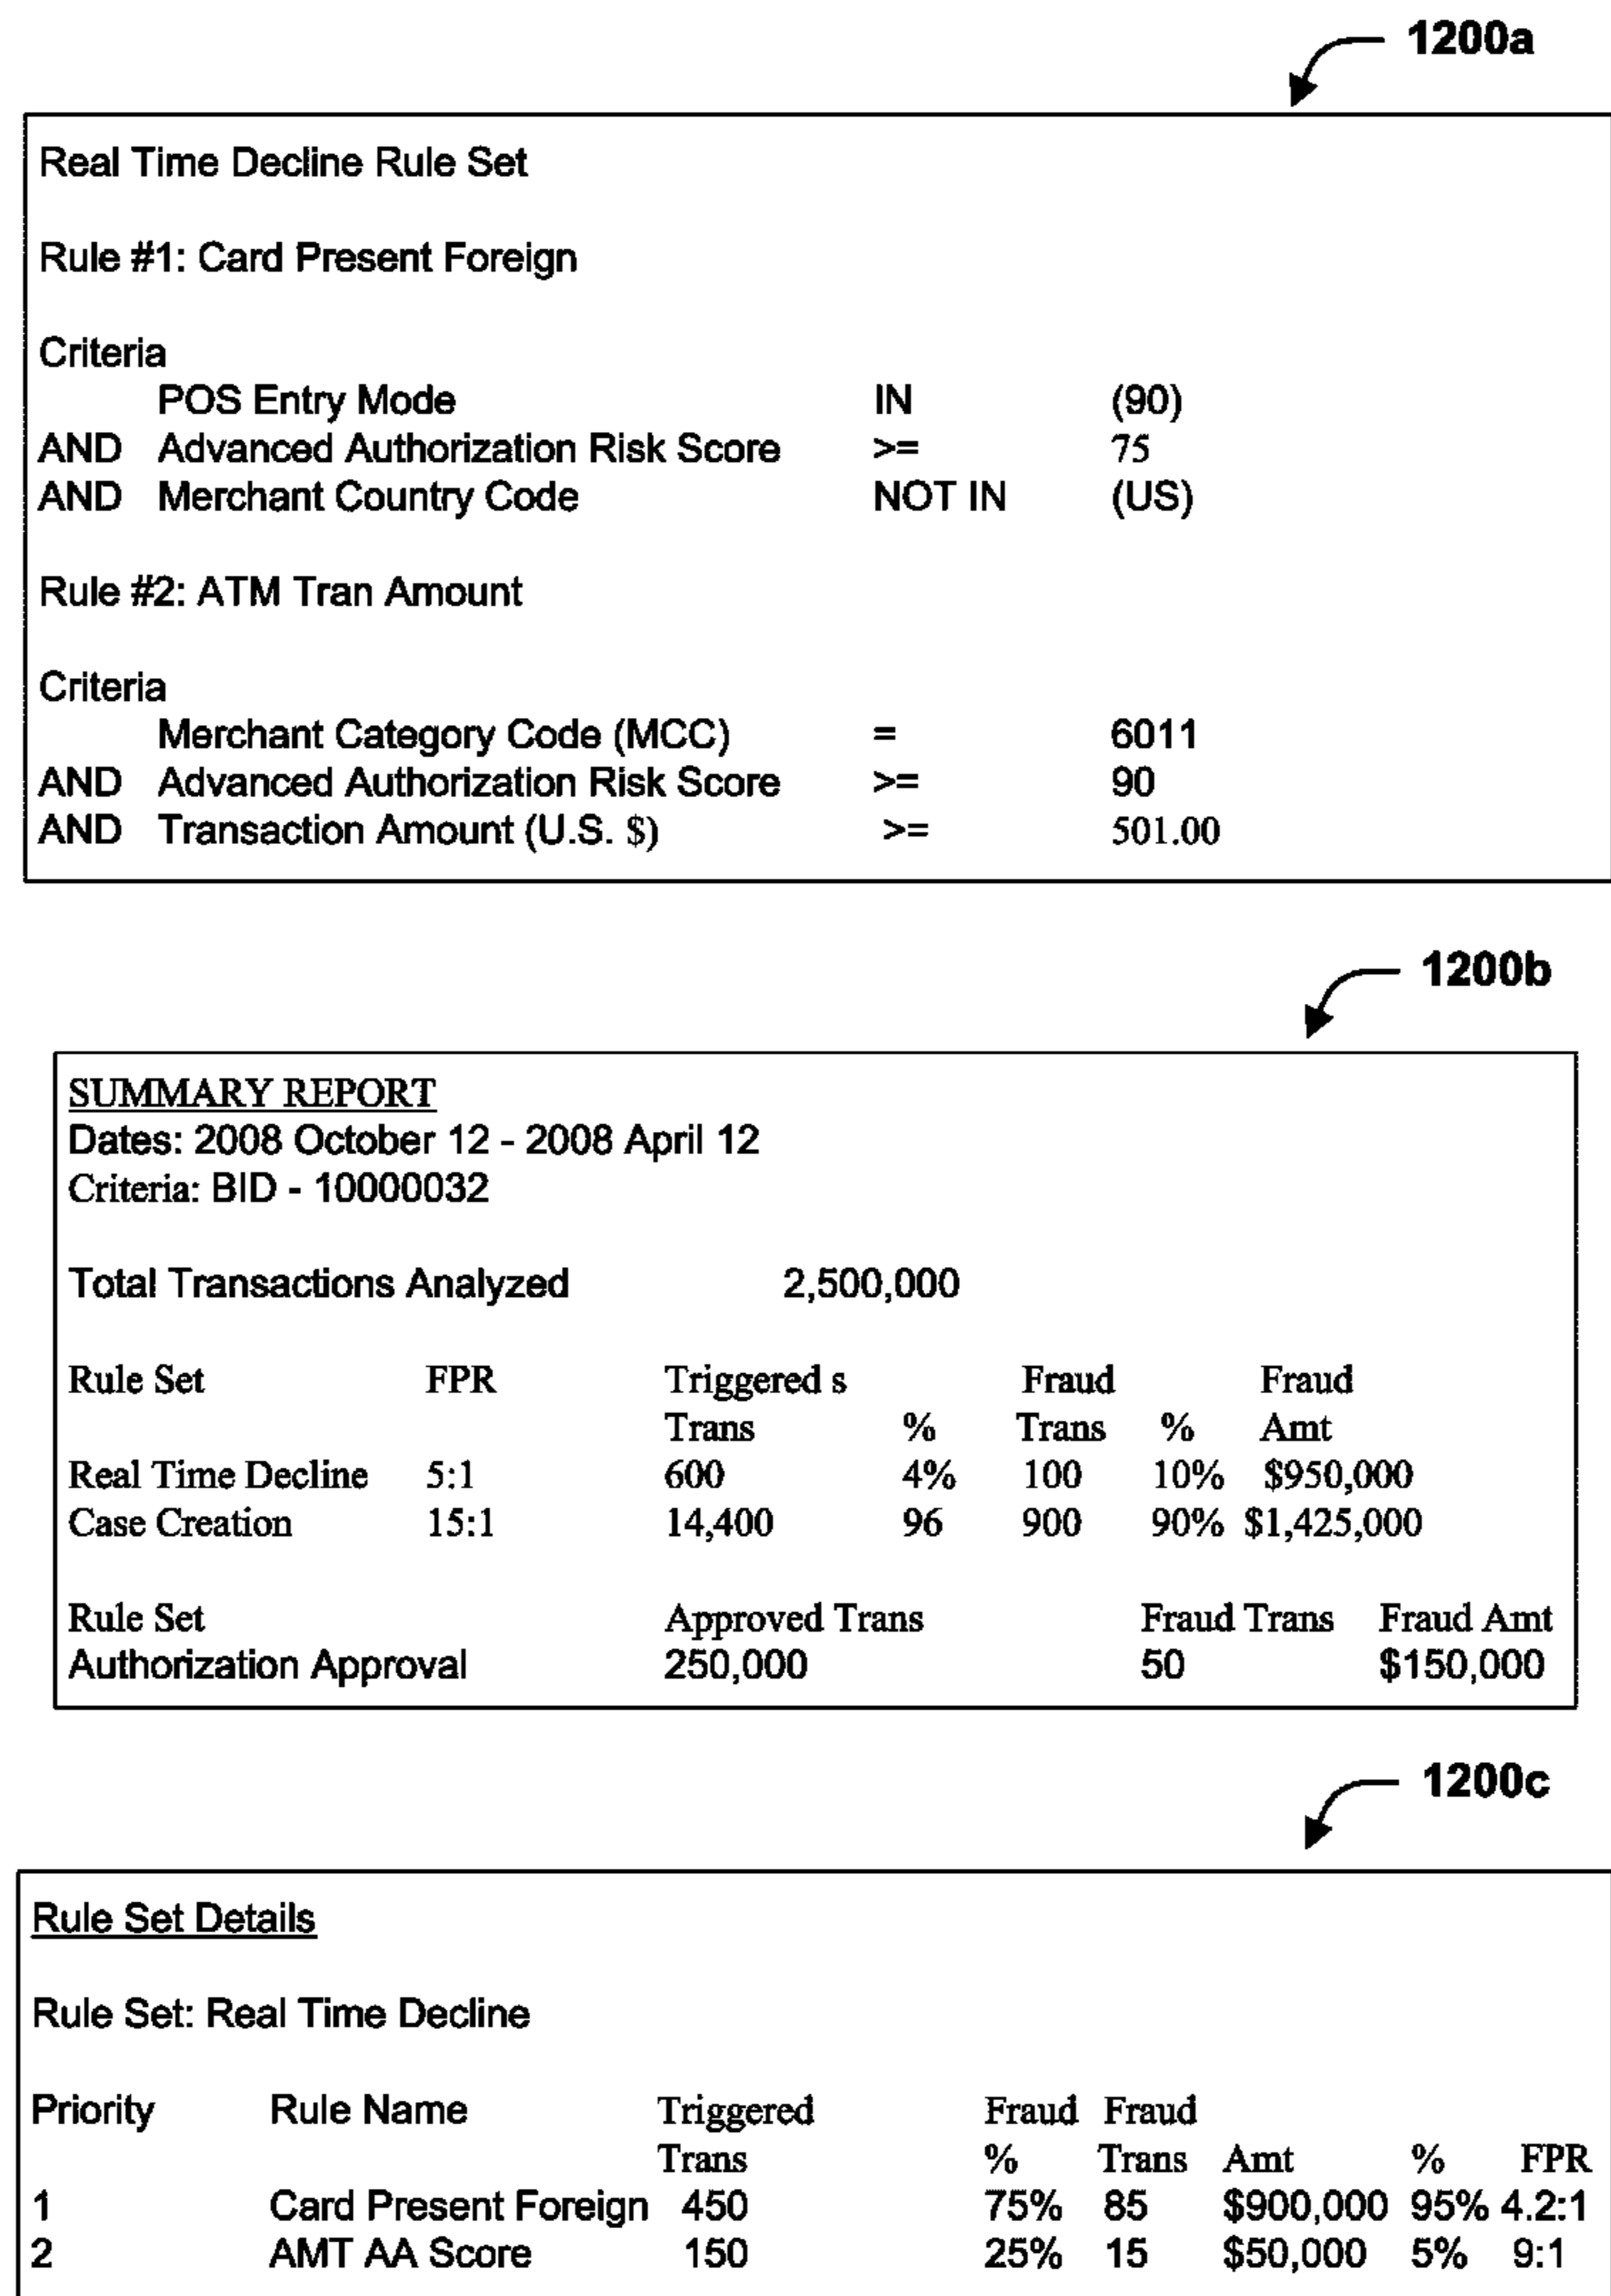 1200a
Real Time Decline Rule Set
Rule #1: Card Present Foreign
Criteria
POS Entry Mode IN (90)
AND Advanced Authorization Risk Score >= 75
AND Merchant Country Code NOT IN (US)
Rule #2: ATM Tran Amount
Criteria
Merchant Category Code (MCC) = 6011
AND Advanced Authorization Risk Score >= 90
AND Transaction Amount (U.S. $) >= 501.00
1200b
SUMMARY REPORT
Dates: 2008 October 12 - 2008 April 12
Criteria: BID - 10000032
Total Transactions Analyzed 2,500,000
Rule Set FPR Triggered s Fraud Fraud
Trans % Trans % Amt
Real Time Decline 5:1 600 4% 100 10% $950,000
Case Creation 15:1 14,400 96 900 90% $1,425,000
Rule Set Approved Trans Fraud Trans Fraud Amt
Authorization Approval 250,000 50 $150,000
1200c
Rule Set Details
Rule Set: Real Time Decline
Priority Rule Name Triggered Fraud Fraud
Trans % Trans Amt % FPR
1 Card Present Foreign 450 75% 85 $900,000 95% 4.2:1
2 AMT AA Score 150 25% 15 $50,000 5% 9:1